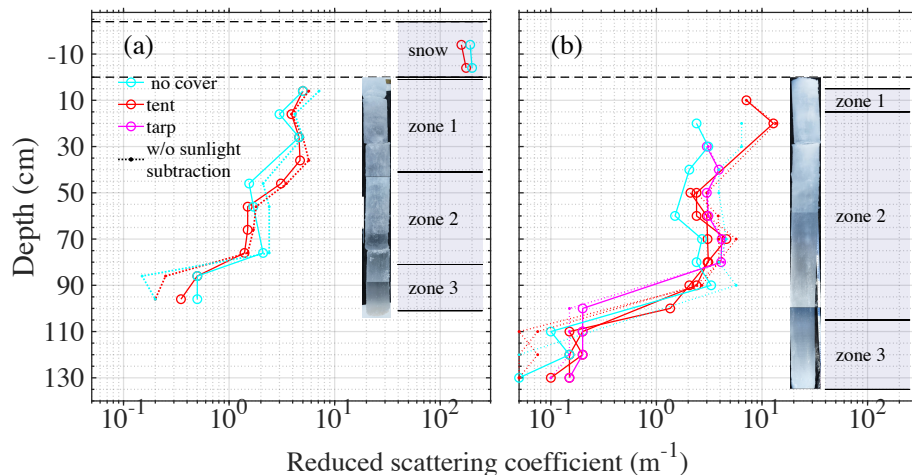 (a)
(b)
snow
-10
10
30
50
70
90
110
130
Depth (cm)
no cover
tent
tarp
w/o sunlight
subtraction
zone 1
zone 2
zone 3
zone 1
zone 2
zone 3
10^-1
10^0
10^1
10^2
10^-1
10^0
10^1
10^2
Reduced scattering coefficient (m^-1)